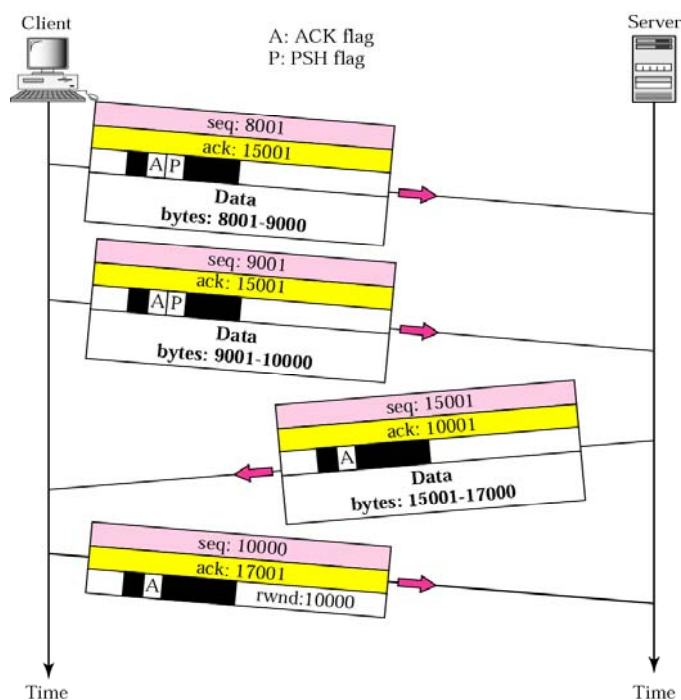 Client
Server
A: ACK flag
P: PSH flag
seq: 8001
ack: 15001
A P
Data
bytes: 8001-9000
seq: 9001
ack: 15001
A P
Data
bytes: 9001-10000
seq: 15001
ack: 10001
A
Data
bytes: 15001-17000
seq: 10000
ack: 17001
A
rwnd:10000
Time
Time